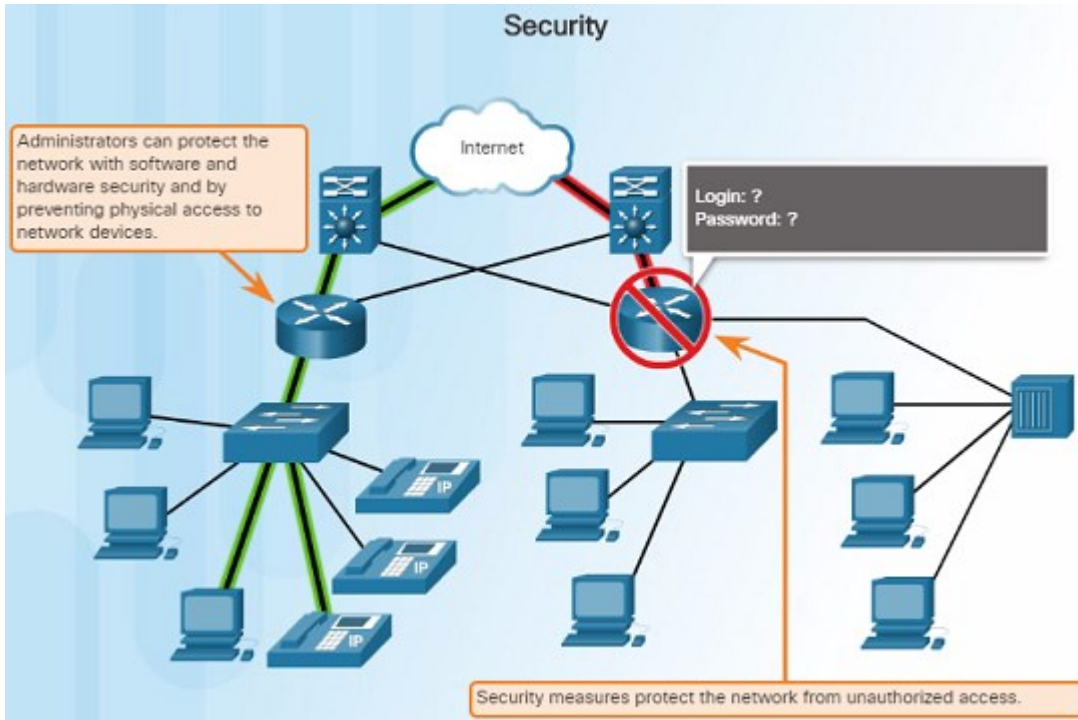 Security
Administrators can protect the
network with software and
hardware security and by
preventing physical access to
network devices.
Internet
Login: ?
Password: ?
IP
IP
IP
Security measures protect the network from unauthorized access.